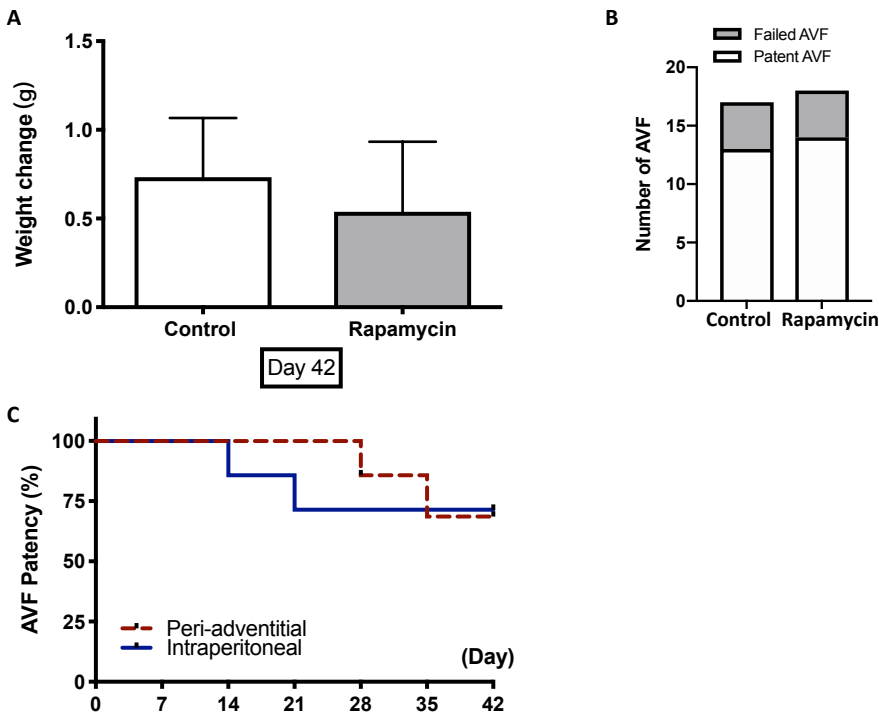 A
Weight change (g)
1.5
1.0
0.5
0.0
Control Rapamycin
Day 42
B
Failed AVF
Patent AVF
Number of AVF
20
15
10
5
0
Control Rapamycin
C
AVF Patency (%)
100
75
50
25
0
Peri-adventitial
Intraperitoneal
(Day)
0 7 14 21 28 35 42